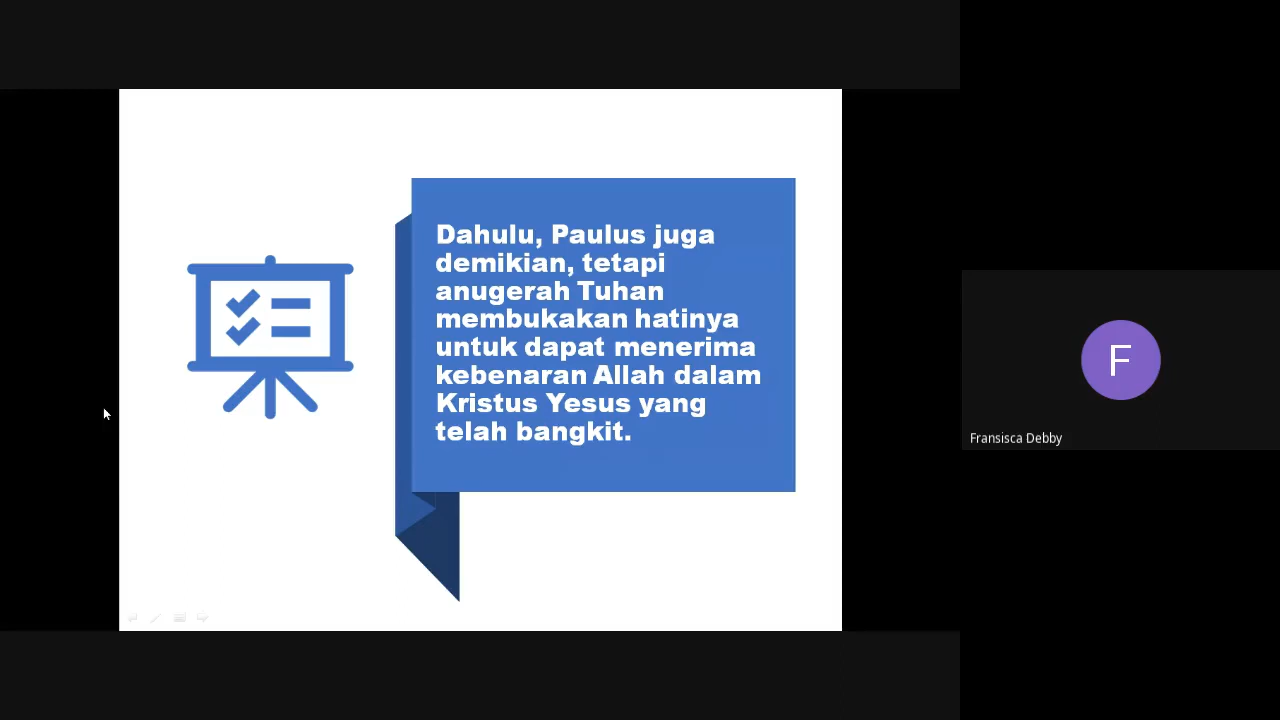 Dahulu, Paulus juga
demikian, tetapi
anugerah Tuhan
membukakan hatinya
untuk dapat menerima
kebenaran Allah dalam
Kristus Yesus yang
telah bangkit.
F
Fransisca Debby